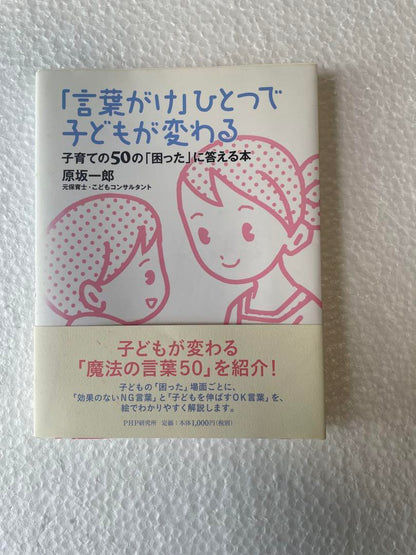 「言葉がけ」ひとつで
子どもが変わる
子育ての50の「困った」に答える本
原坂一郎
元保育士・こどもコンサルタント
子どもが変わる
「魔法の言葉50」を紹介！
子どもの「困った」場面ごとに、
「効果のないNG言葉」と「子どもを伸ばすOK言葉」を、
絵でわかりやすく解説します。
PHP研究所 定価：本体1,000円（税別）